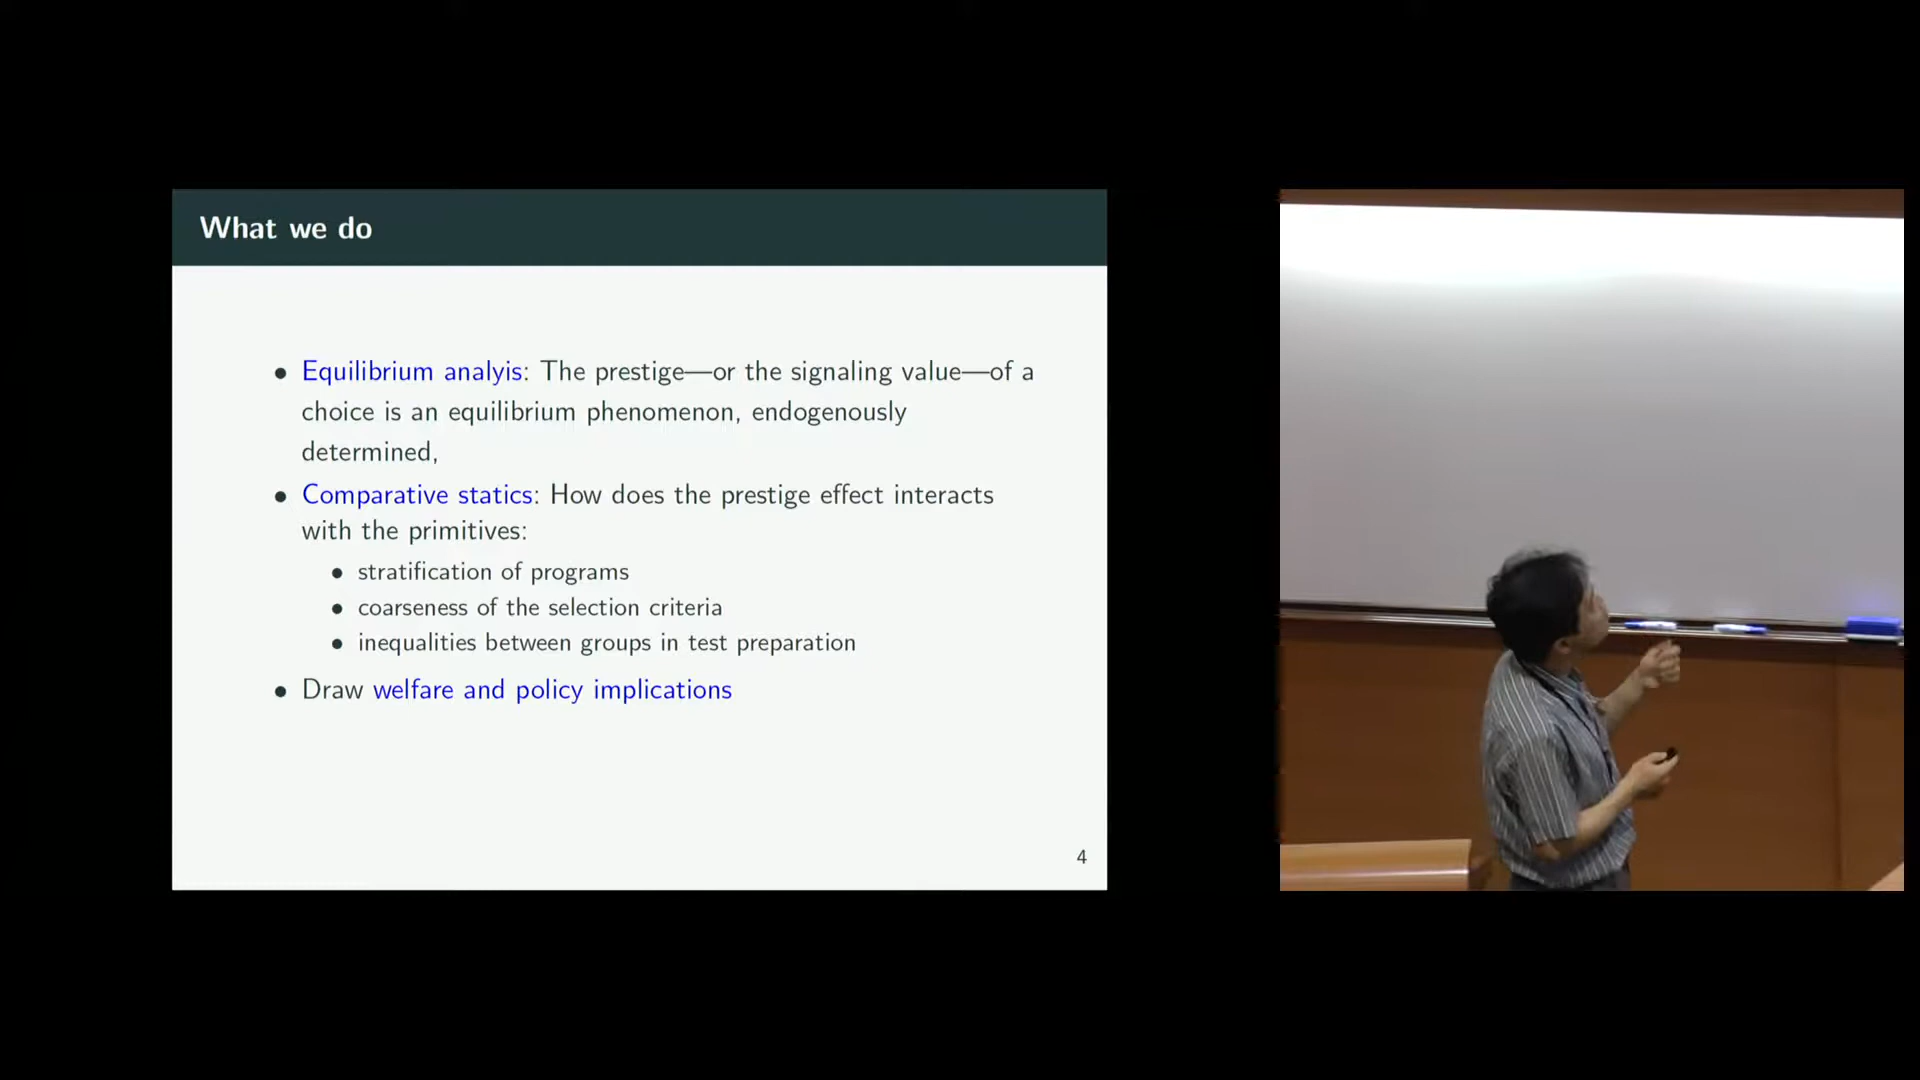 What we do
• Equilibrium analyis: The prestige—or the signaling value—of a
choice is an equilibrium phenomenon, endogenously
determined,
• Comparative statics: How does the prestige effect interacts
with the primitives:
• stratification of programs
• coarseness of the selection criteria
• inequalities between groups in test preparation
• Draw welfare and policy implications
4